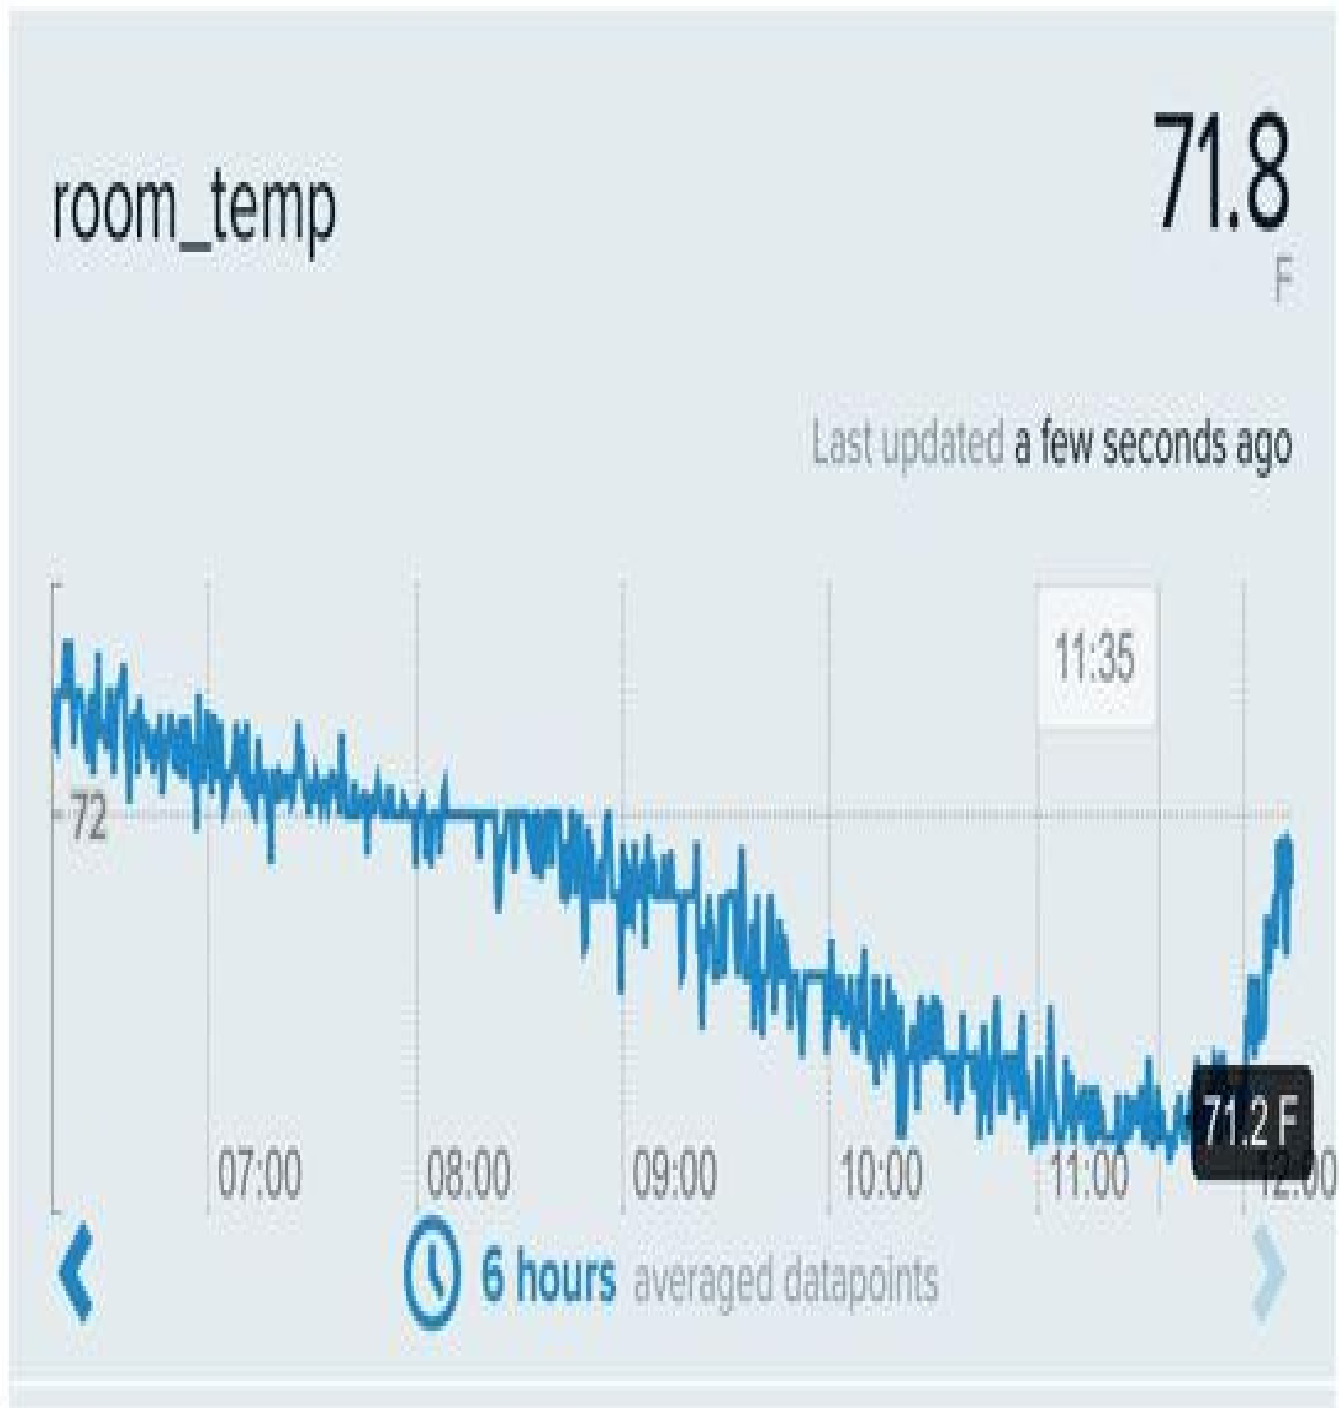 71.8
room_temp
F
Last updated a few seconds ago
11:35
72
71.2 F
07:00 08:00 09:00 10:00 11:00 12:00
6 hours averaged datapoints